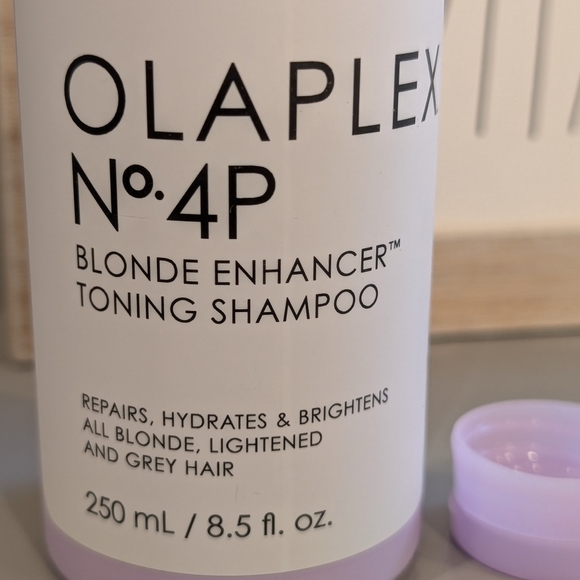 OLAPLEX
Nº.4P
BLONDE ENHANCER™
TONING SHAMPOO
REPAIRS, HYDRATES & BRIGHTENS
ALL BLONDE, LIGHTENED
AND GREY HAIR
250 mL / 8.5 fl. oz.